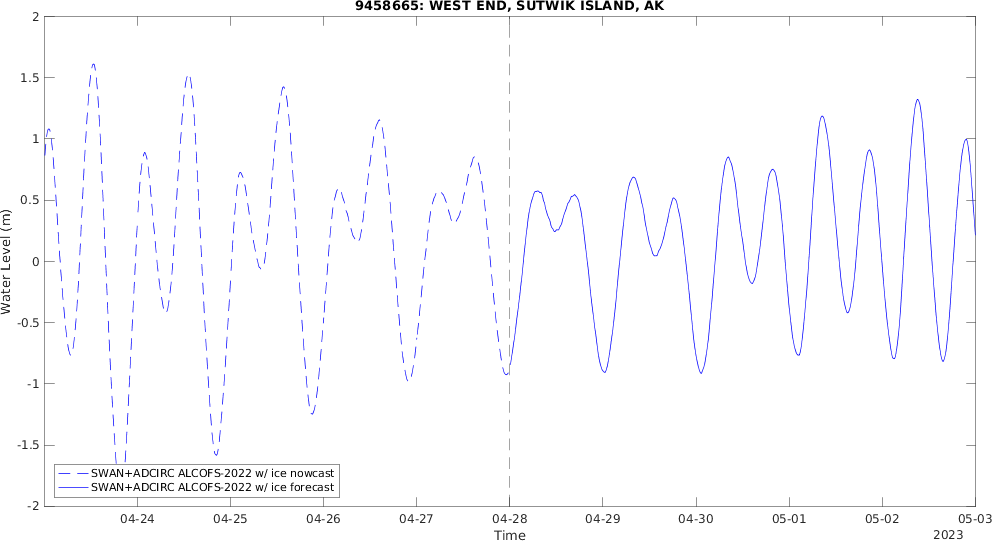 9458665: WEST END, SUTWIK ISLAND, AK
2
1.5
1
0.5
0
-0.5
-1
-1.5
-2
Water Level (m)
SWAN+ADCIRC ALCOFS-2022 w/ ice nowcast
SWAN+ADCIRC ALCOFS-2022 w/ ice forecast
04-24 04-25 04-26 04-27 04-28 04-29 04-30 05-01 05-02 05-03
Time
2023